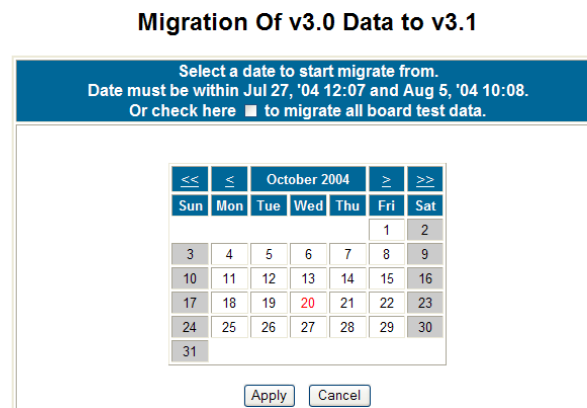 Migration Of v3.0 Data to v3.1
Select a date to start migrate from.
Date must be within Jul 27, '04 12:07 and Aug 5, '04 10:08.
Or check here to migrate all board test data.
<< < October 2004 > >>
Sun Mon Tue Wed Thu Fri Sat
1 2
3 4 5 6 7 8 9
10 11 12 13 14 15 16
17 18 19 20 21 22 23
24 25 26 27 28 29 30
31
Apply Cancel